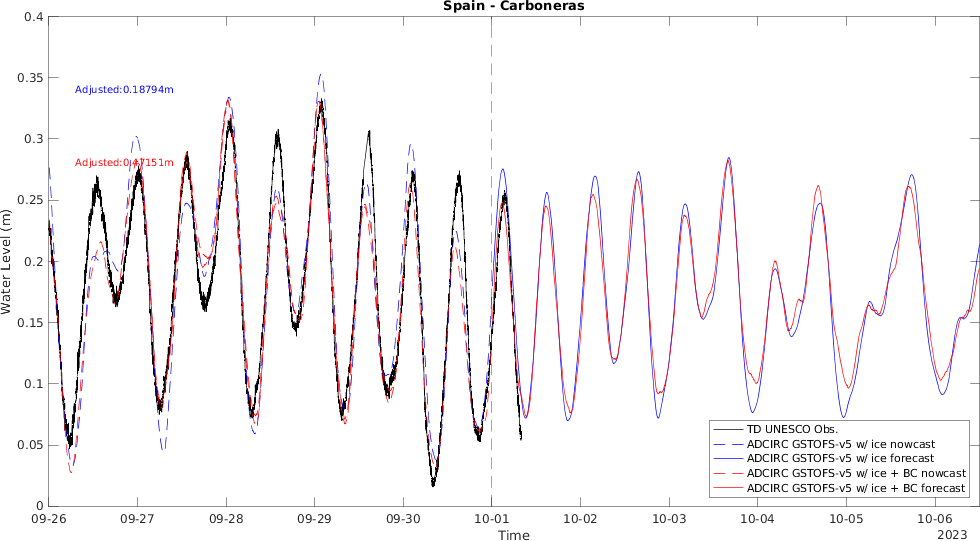 Spain - Carboneras
0.4
0.35
0.3
0.25
0.2
0.15
0.1
0.05
0
Water Level (m)
Adjusted:0.18794m
Adjusted:0.17151m
TD UNESCO Obs.
ADCIRC GSTOFS-v5 w/ ice nowcast
ADCIRC GSTOFS-v5 w/ ice forecast
ADCIRC GSTOFS-v5 w/ ice + BC nowcast
ADCIRC GSTOFS-v5 w/ ice + BC forecast
09-26 09-27 09-28 09-29 09-30 10-01 10-02 10-03 10-04 10-05 10-06
Time
2023